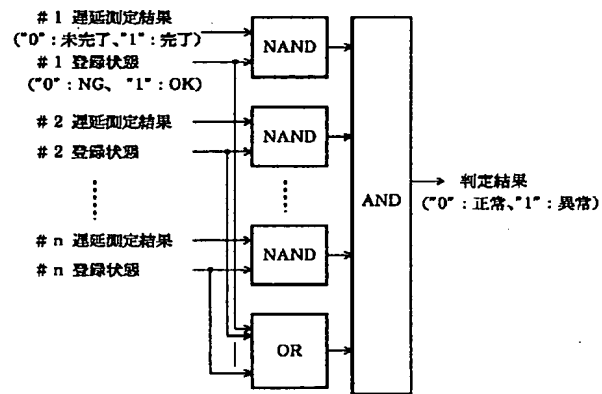 # 1 遅延測定結果
("0" : 未完了、"1" : 完了)
# 1 登録状態
("0" : NG、 "1" : OK)
NAND
# 2 遅延測定結果
# 2 登録状態
NAND
# n 遅延測定結果
# n 登録状態
NAND
OR
AND
判定結果
("0" : 正常、"1" : 異常)